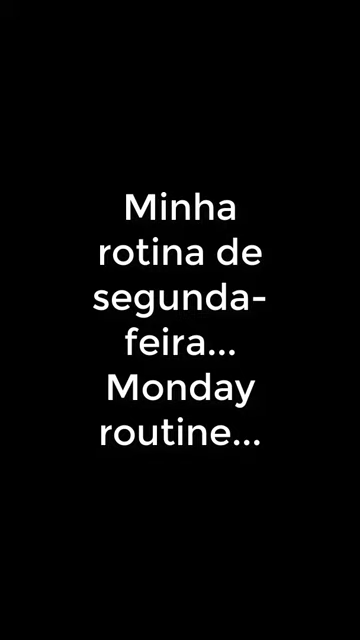 Minha
rotina de
segunda-
feira...
Monday
routine...